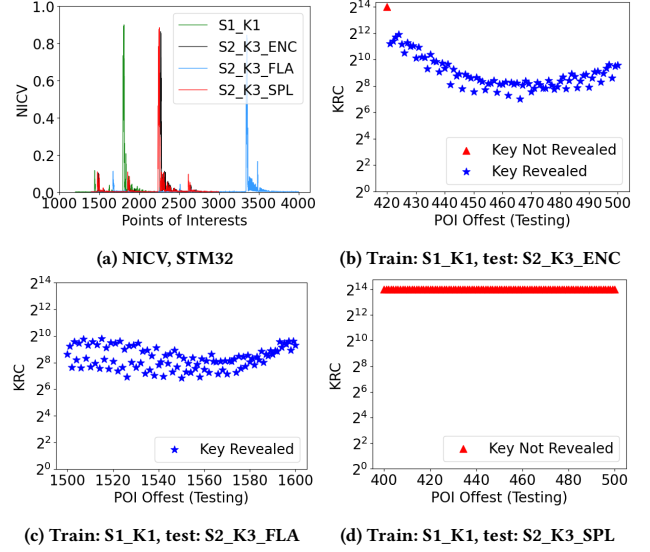 1.0
0.8
0.6
0.4
0.2
0.0
NICV
S1_K1
S2_K3_ENC
S2_K3_FLA
S2_K3_SPL
1000 1500 2000 2500 3000 3500 4000
Points of Interests
(a) NICV, STM32
2^14
2^12
2^10
2^8
2^6
2^4
2^2
2^0
KRC
Key Not Revealed
Key Revealed
420 430 440 450 460 470 480 490 500
POI Offest (Testing)
(b) Train: S1_K1, test: S2_K3_ENC
2^14
2^12
2^10
2^8
2^6
2^4
2^2
2^0
KRC
Key Revealed
1500 1520 1540 1560 1580 1600
POI Offest (Testing)
(c) Train: S1_K1, test: S2_K3_FLA
2^14
2^12
2^10
2^8
2^6
2^4
2^2
2^0
KRC
Key Not Revealed
400 420 440 460 480 500
POI Offest (Testing)
(d) Train: S1_K1, test: S2_K3_SPL